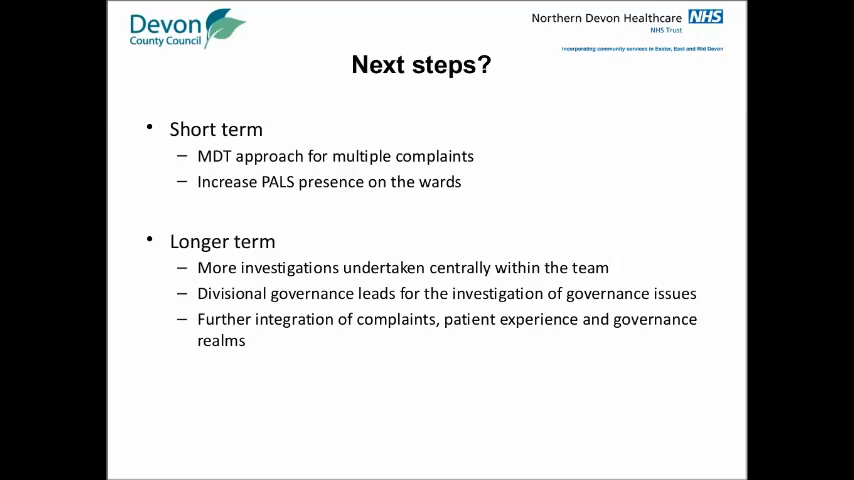 Devon
County Council
Northern Devon Healthcare NHS
NHS Trust
Incorporating community services in Exeter, East and Mid Devon
Next steps?
• Short term
– MDT approach for multiple complaints
– Increase PALS presence on the wards
• Longer term
– More investigations undertaken centrally within the team
– Divisional governance leads for the investigation of governance issues
– Further integration of complaints, patient experience and governance
realms